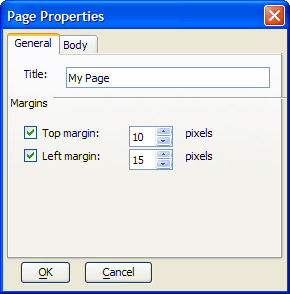 Page Properties
General Body
Title: My Page
Margins
Top margin: 10 pixels
Left margin: 15 pixels
OK Cancel